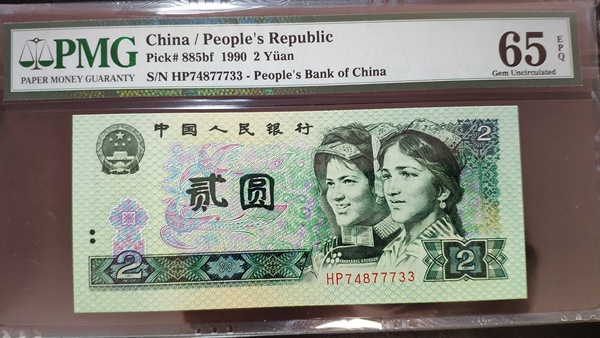 PMG
PAPER MONEY GUARANTY
China / People's Republic
Pick# 885bf 1990 2 Yüan
S/N HP74877733 - People's Bank of China
65 EPQ
Gem Uncirculated
中国人民银行
贰圆
2
2
2
HP74877733